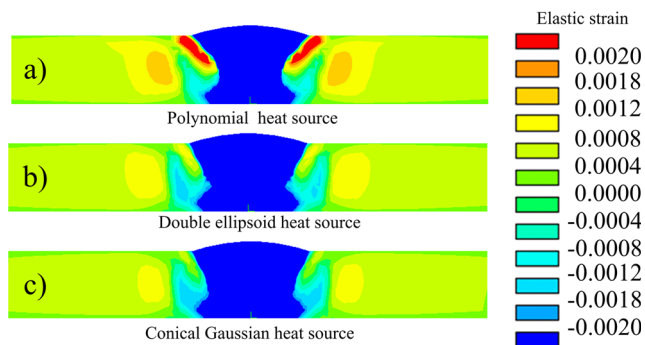 Elastic strain
a)
Polynomial heat source
b)
Double ellipsoid heat source
c)
Conical Gaussian heat source
0.0020
0.0018
0.0012
0.0008
0.0004
0.0000
-0.0004
-0.0008
-0.0012
-0.0018
-0.0020